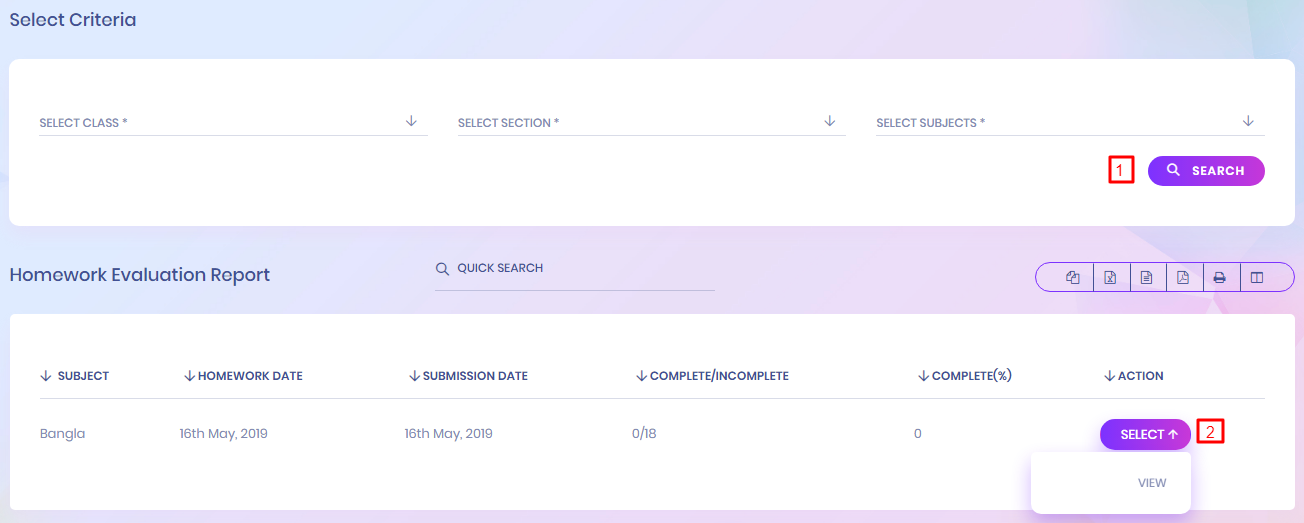 Select Criteria
SELECT CLASS * SELECT SECTION * SELECT SUBJECTS *
1 SEARCH
Homework Evaluation Report QUICK SEARCH
SUBJECT HOMEWORK DATE SUBMISSION DATE COMPLETE/INCOMPLETE COMPLETE(%) ACTION
Bangla 16th May, 2019 16th May, 2019 0/18 0 SELECT 2
VIEW